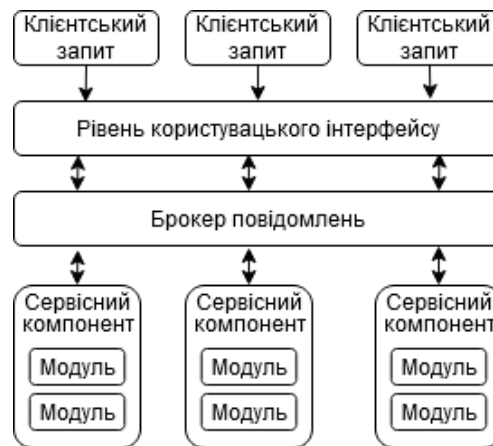 Клієнтський запит
Клієнтський запит
Клієнтський запит
Рівень користувацького інтерфейсу
Брокер повідомлень
Сервісний компонент
Модуль
Модуль
Сервісний компонент
Модуль
Модуль
Сервісний компонент
Модуль
Модуль